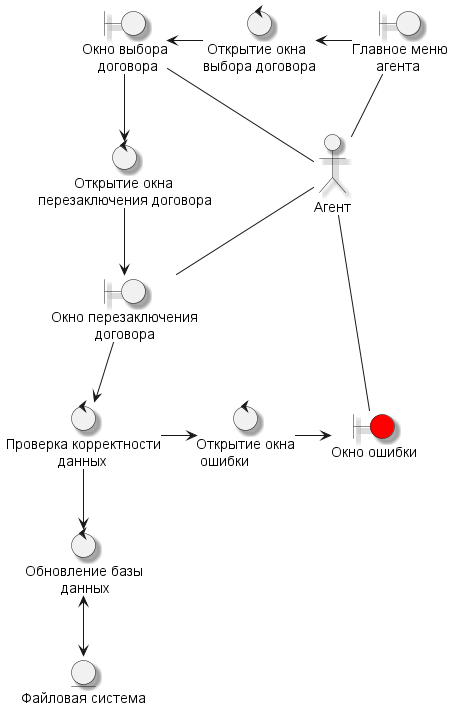 Окно выбора
договора
Открытие окна
выбора договора
Главное меню
агента
Открытие окна
перезаключения договора
Агент
Окно перезаключения
договора
Проверка корректности
данных
Открытие окна
ошибки
Окно ошибки
Обновление базы
данных
Файловая система